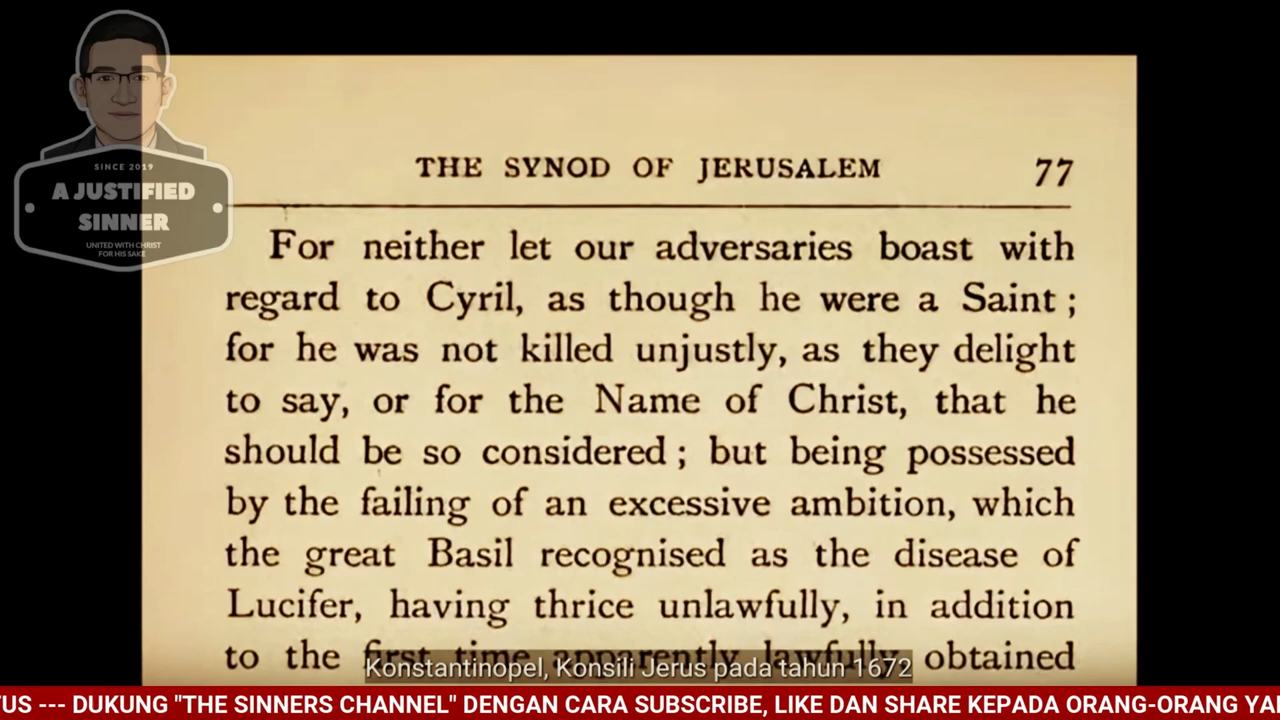 SINCE 2019
A JUSTIFIED
SINNER
UNITED WITH CHRIST
FOR HIS SAKE
THE SYNOD OF JERUSALEM 77
For neither let our adversaries boast with
regard to Cyril, as though he were a Saint ;
for he was not killed unjustly, as they delight
to say, or for the Name of Christ, that he
should be so considered ; but being possessed
by the failing of an excessive ambition, which
the great Basil recognised as the disease of
Lucifer, having thrice unlawfully, in addition
to the first time apparently lawfully obtained
Konstantinopel, Konsili Jerus pada tahun 1672
TUS --- DUKUNG "THE SINNERS CHANNEL" DENGAN CARA SUBSCRIBE, LIKE DAN SHARE KEPADA ORANG-ORANG YA